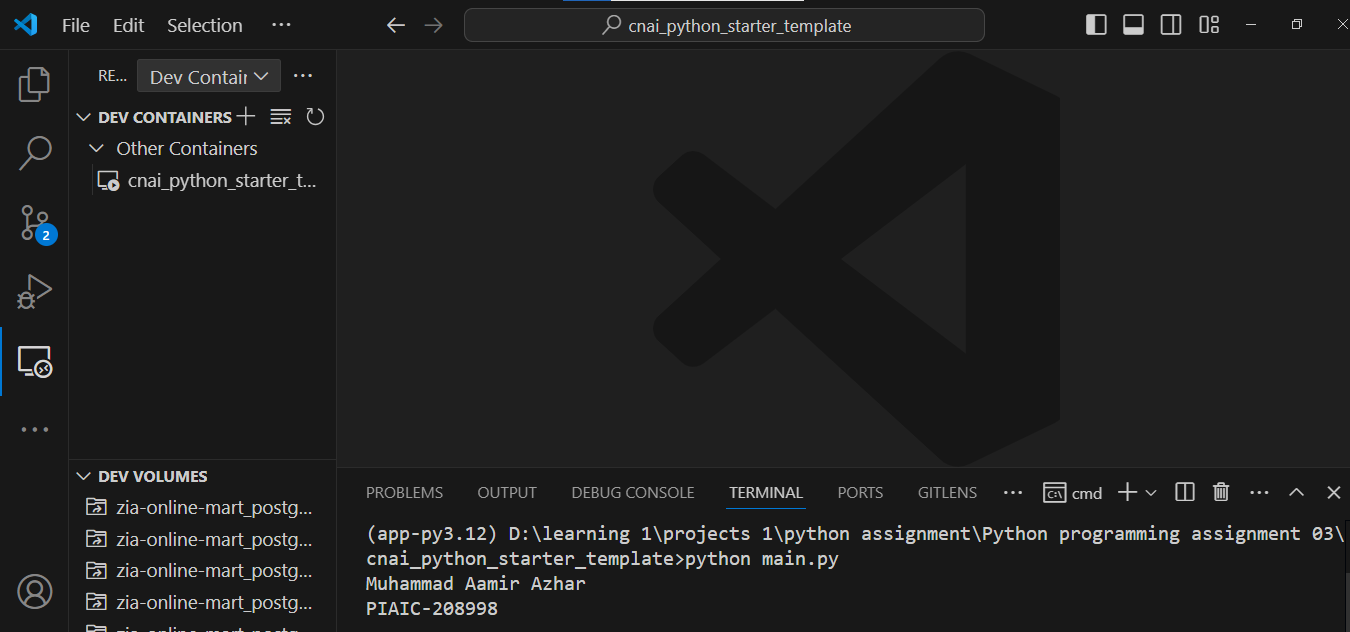 File Edit Selection ··· cnai_python_starter_template
RE... Dev Contair ···
DEV CONTAINERS
Other Containers
cnai_python_starter_t...
2
DEV VOLUMES
zia-online-mart_postg...
zia-online-mart_postg...
zia-online-mart_postg...
zia-online-mart_postg...
zia-online-mart_postg...
PROBLEMS OUTPUT DEBUG CONSOLE TERMINAL PORTS GITLENS ··· cmd ···
(app-py3.12) D:\learning 1\projects 1\python assignment\Python programming assignment 03\
cnai_python_starter_template>python main.py
Muhammad Aamir Azhar
PIAIC-208998